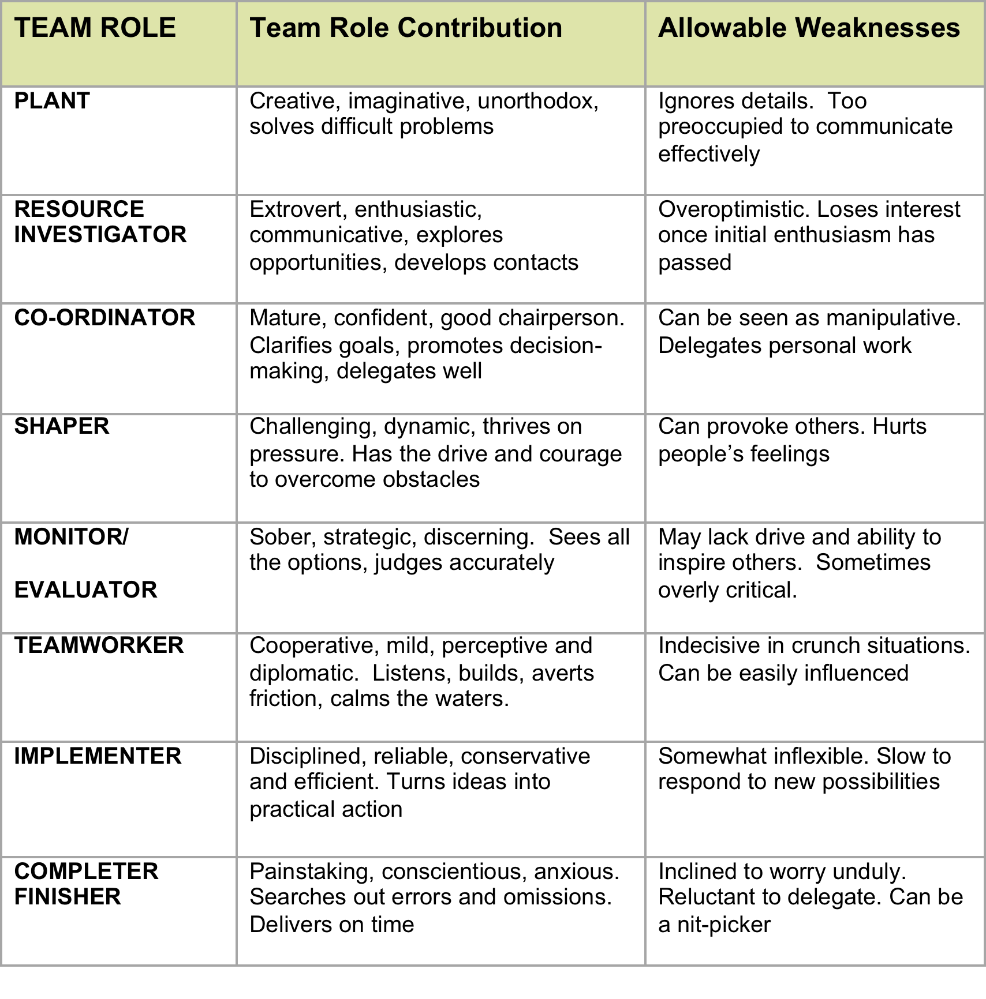 TEAM ROLE
Team Role Contribution
Allowable Weaknesses
PLANT
Creative, imaginative, unorthodox,
solves difficult problems
Ignores details.  Too
preoccupied to communicate
effectively
RESOURCE
INVESTIGATOR
Extrovert, enthusiastic,
communicative, explores
opportunities, develops contacts
Overoptimistic. Loses interest
once initial enthusiasm has
passed
CO-ORDINATOR
Mature, confident, good chairperson.
Clarifies goals, promotes decision-
making, delegates well
Can be seen as manipulative.
Delegates personal work
SHAPER
Challenging, dynamic, thrives on
pressure. Has the drive and courage
to overcome obstacles
Can provoke others. Hurts
people’s feelings
MONITOR/
EVALUATOR
Sober, strategic, discerning.  Sees all
the options, judges accurately
May lack drive and ability to
inspire others.  Sometimes
overly critical.
TEAMWORKER
Cooperative, mild, perceptive and
diplomatic.  Listens, builds, averts
friction, calms the waters.
Indecisive in crunch situations.
Can be easily influenced
IMPLEMENTER
Disciplined, reliable, conservative
and efficient. Turns ideas into
practical action
Somewhat inflexible. Slow to
respond to new possibilities
COMPLETER
FINISHER
Painstaking, conscientious, anxious.
Searches out errors and omissions.
Delivers on time
Inclined to worry unduly.
Reluctant to delegate. Can be
a nit-picker